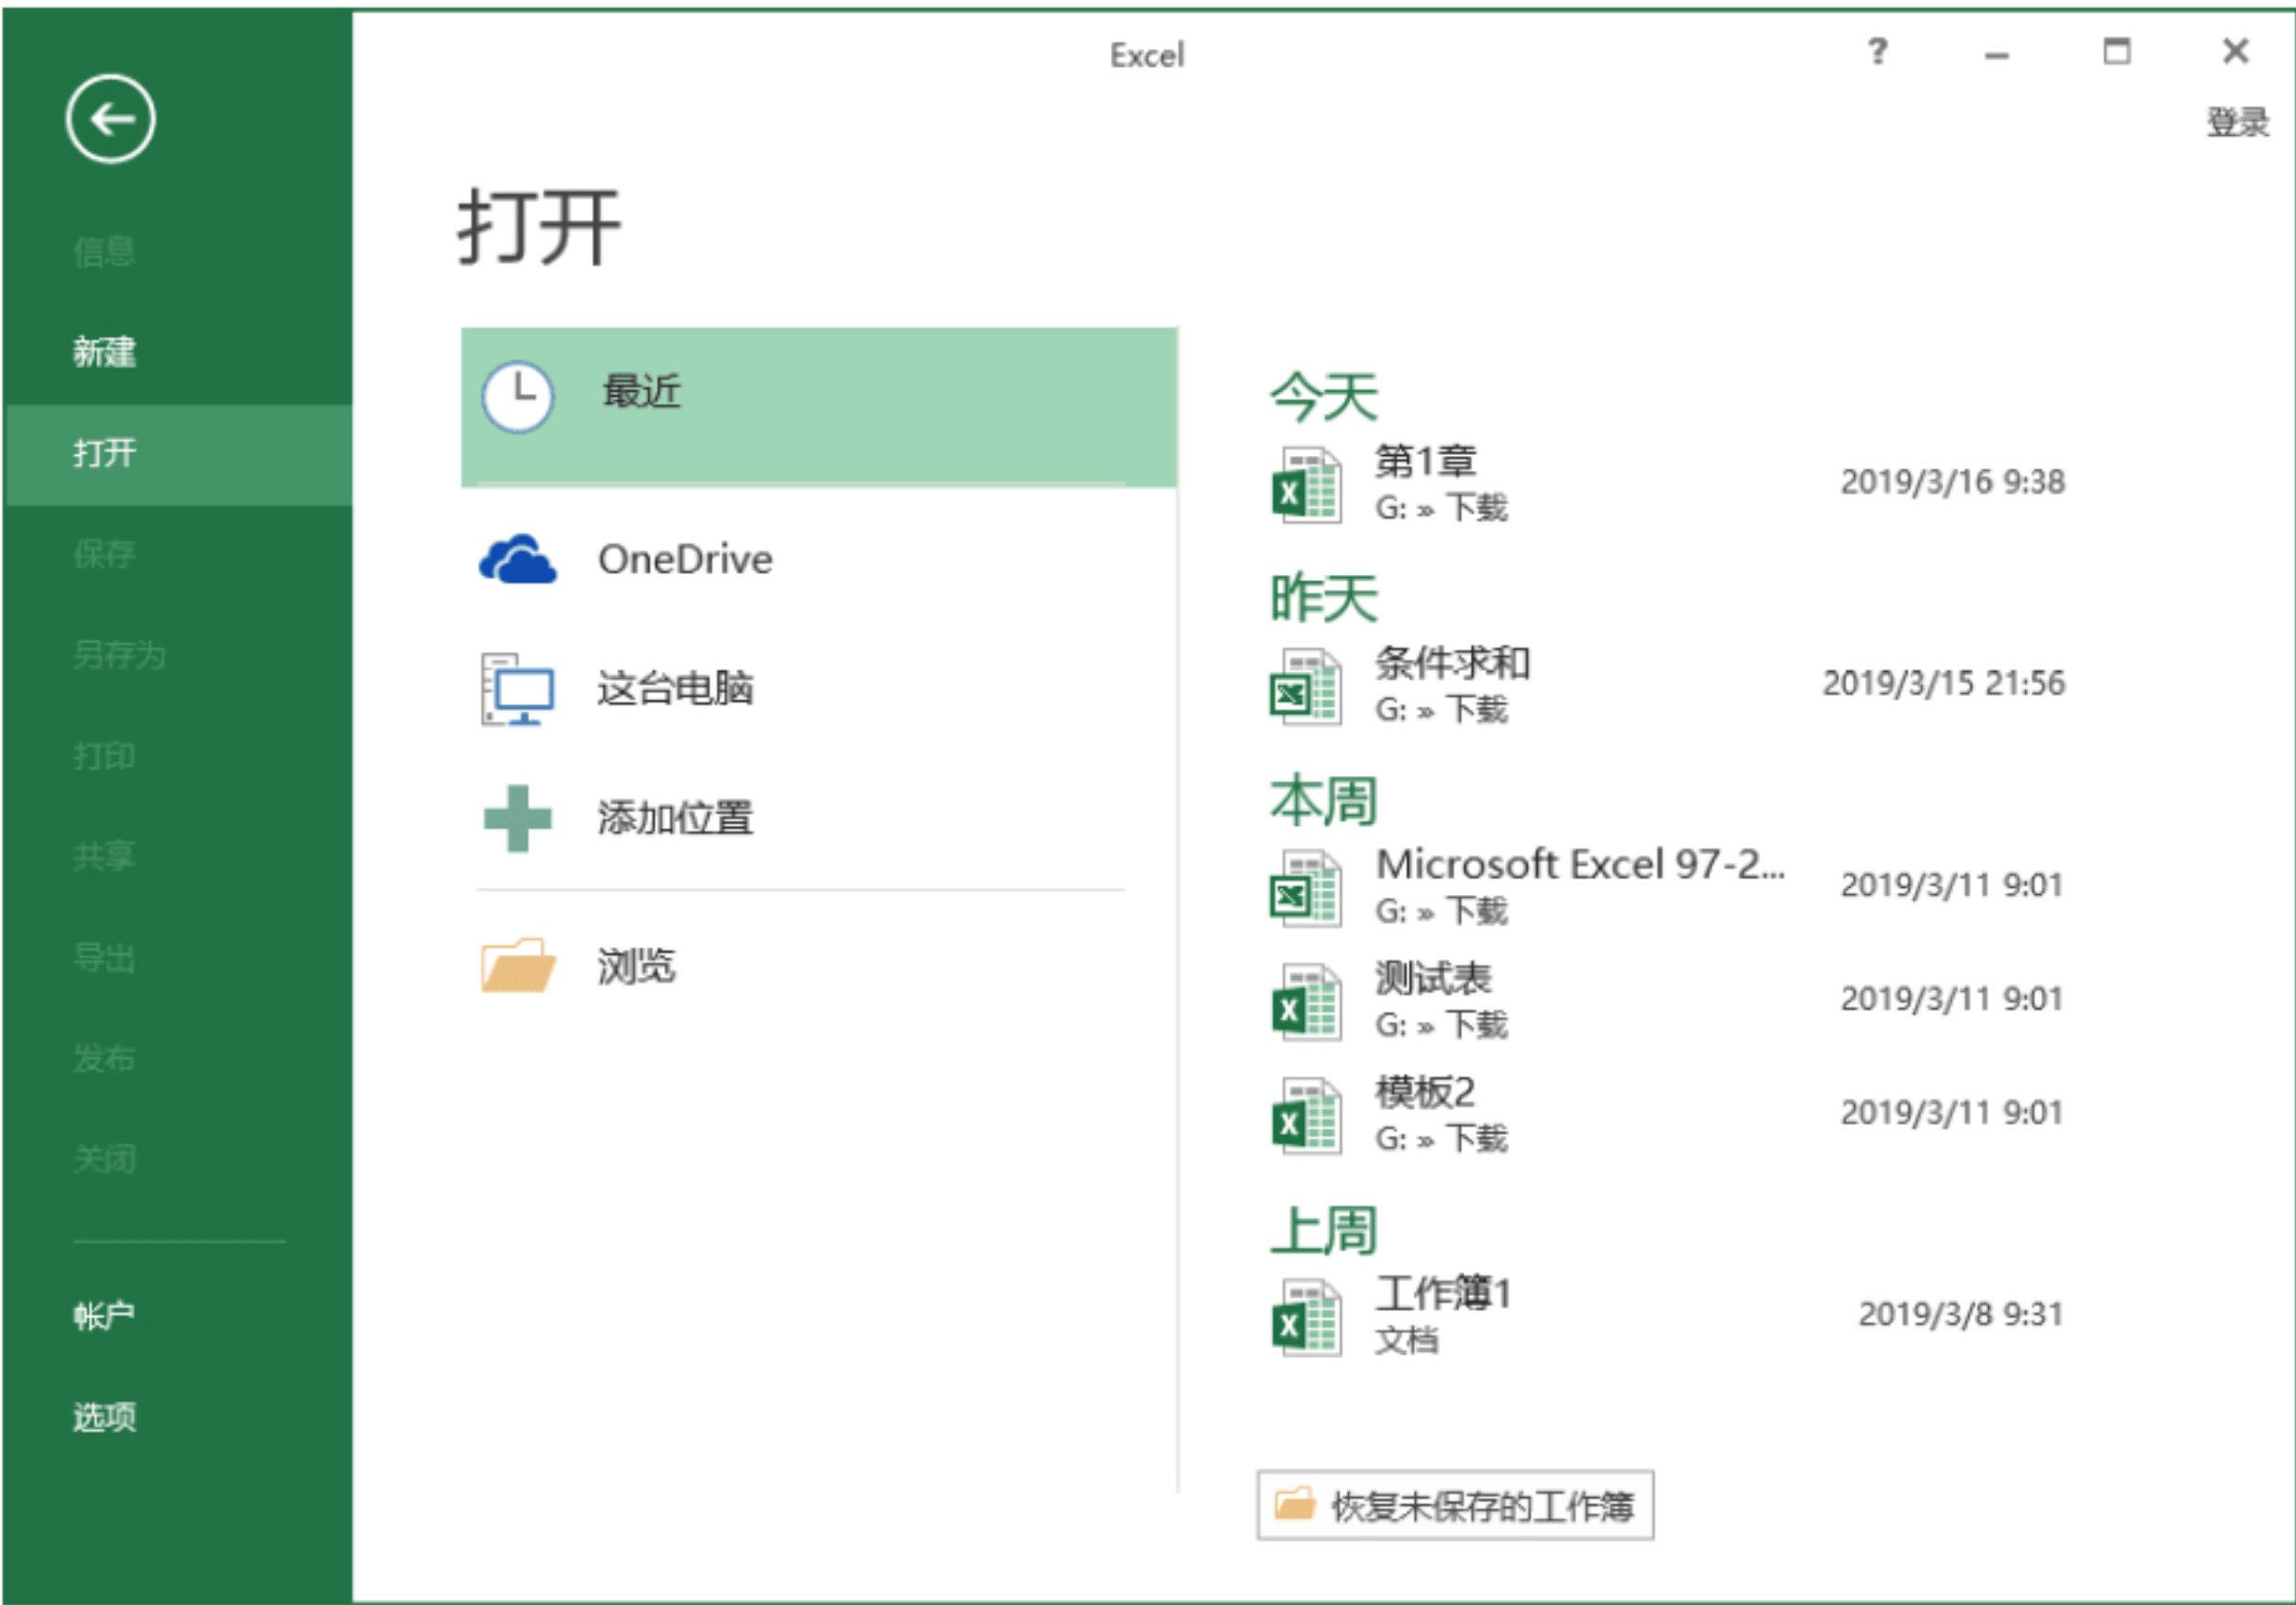 Excel
登录
信息
新建
打开
保存
另存为
打印
共享
导出
发布
关闭
帐户
选项
打开
最近
OneDrive
这台电脑
添加位置
浏览
今天
第1章
G: » 下载
2019/3/16 9:38
昨天
条件求和
G: » 下载
2019/3/15 21:56
本周
Microsoft Excel 97-2...
G: » 下载
2019/3/11 9:01
测试表
G: » 下载
2019/3/11 9:01
模板2
G: » 下载
2019/3/11 9:01
上周
工作簿1
文档
2019/3/8 9:31
恢复未保存的工作簿